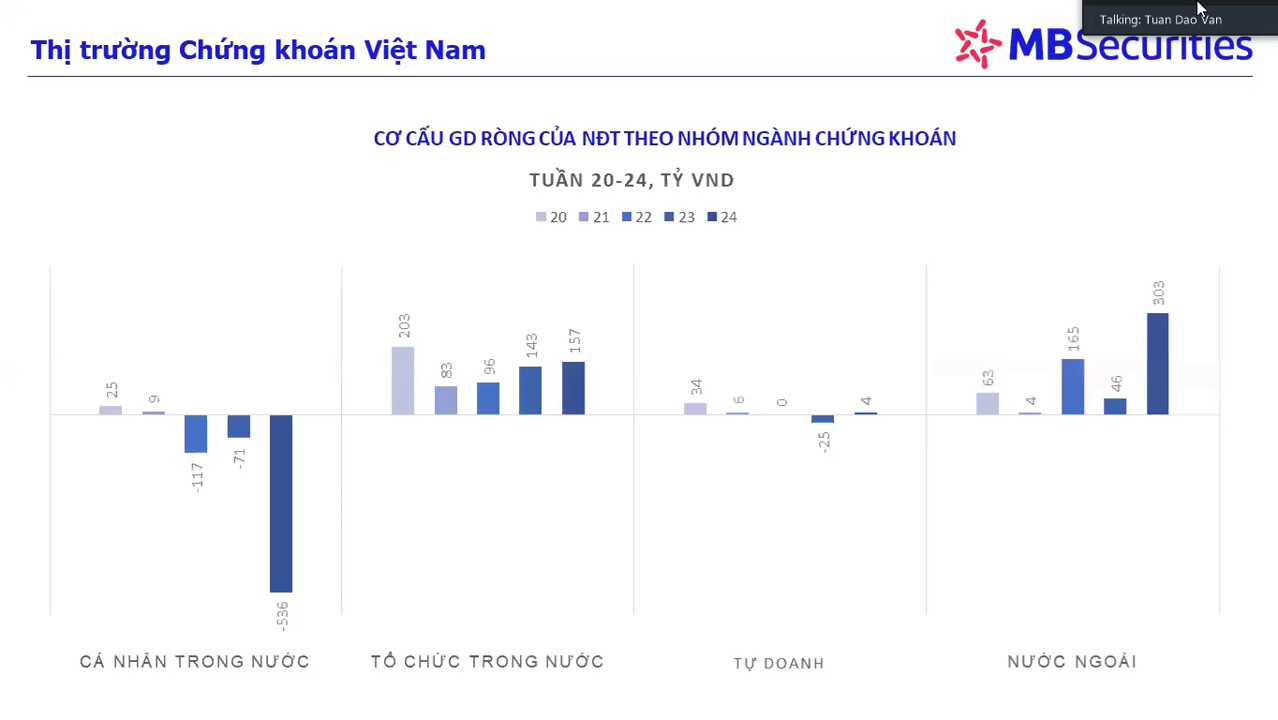 Talking: Tuan Dao Van
Thị trường Chứng khoán Việt Nam
MBSecurities
CƠ CẤU GD RÒNG CỦA NĐT THEO NHÓM NGÀNH CHỨNG KHOÁN
TUẦN 20-24, TỶ VND
20 21 22 23 24
25 9 -117 -71 -536
203 83 96 143 157
34 6 0 -25 4
63 4 165 46 303
CÁ NHÂN TRONG NƯỚC
TỔ CHỨC TRONG NƯỚC
TỰ DOANH
NƯỚC NGOÀI